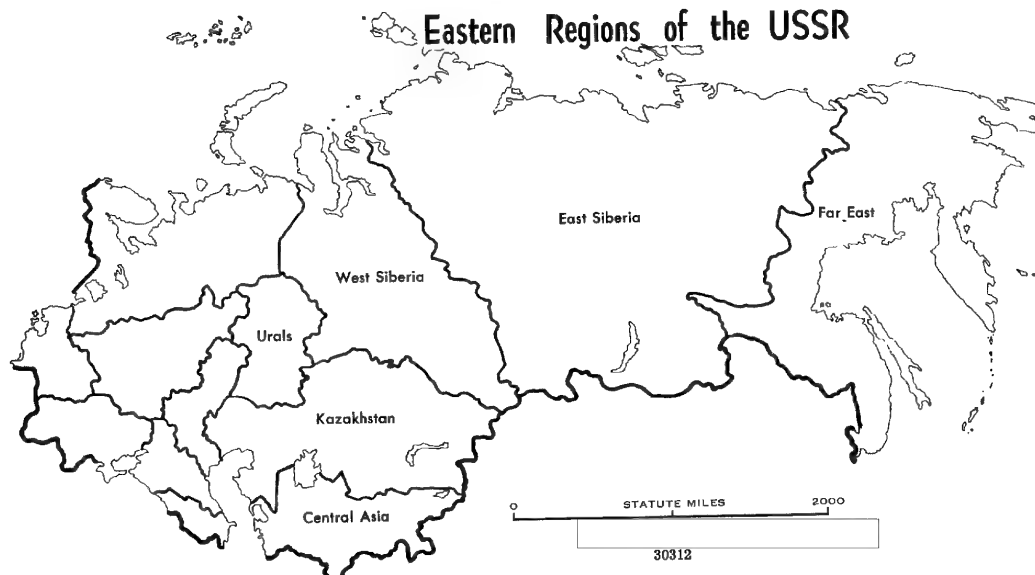 Eastern Regions of the USSR
East Siberia
Far East
West Siberia
Urals
Kazakhstan
Central Asia
STATUTE MILES
0 2000
30312